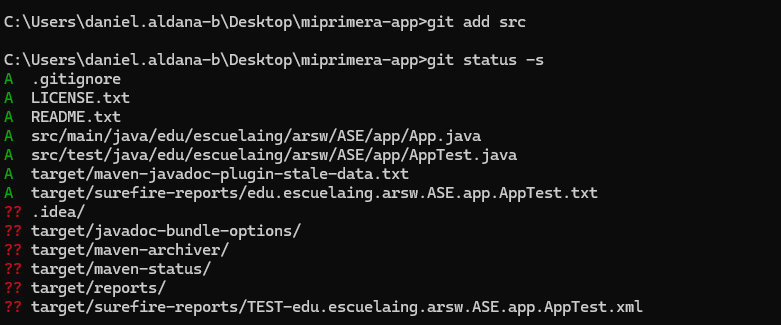 C:\Users\daniel.aldana-b\Desktop\miprimera-app>git add src
C:\Users\daniel.aldana-b\Desktop\miprimera-app>git status -s
A  .gitignore
A  LICENSE.txt
A  README.txt
A  src/main/java/edu/escuelaing/arsw/ASE/app/App.java
A  src/test/java/edu/escuelaing/arsw/ASE/app/AppTest.java
A  target/maven-javadoc-plugin-stale-data.txt
A  target/surefire-reports/edu.escuelaing.arsw.ASE.app.AppTest.txt
?? .idea/
?? target/javadoc-bundle-options/
?? target/maven-archiver/
?? target/maven-status/
?? target/reports/
?? target/surefire-reports/TEST-edu.escuelaing.arsw.ASE.app.AppTest.xml